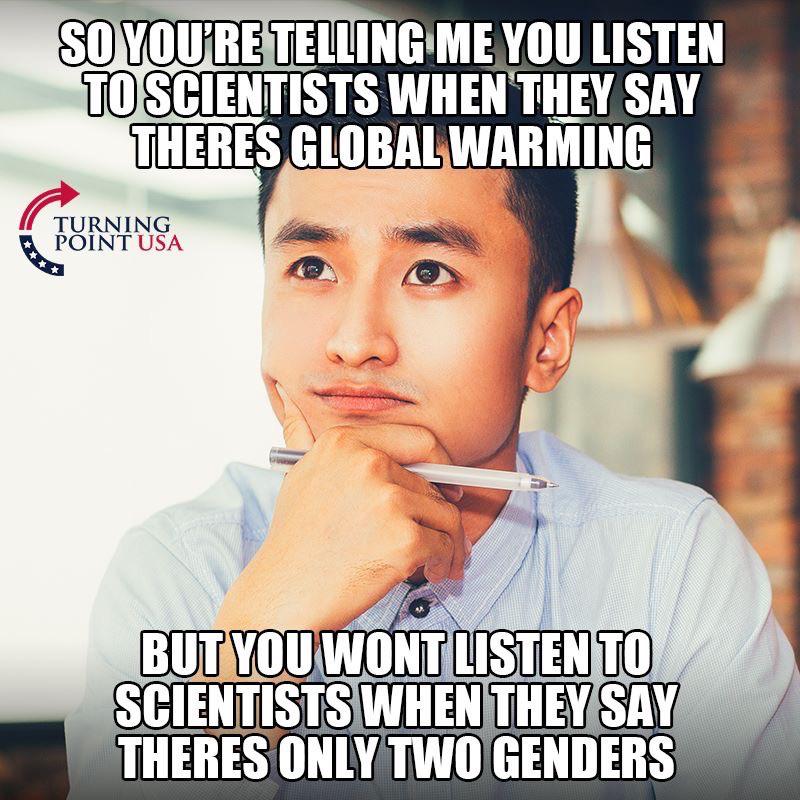 SO YOU'RE TELLING ME YOU LISTEN
TO SCIENTISTS WHEN THEY SAY
THERES GLOBAL WARMING
TURNING
POINT USA
BUT YOU WONT LISTEN TO
SCIENTISTS WHEN THEY SAY
THERES ONLY TWO GENDERS